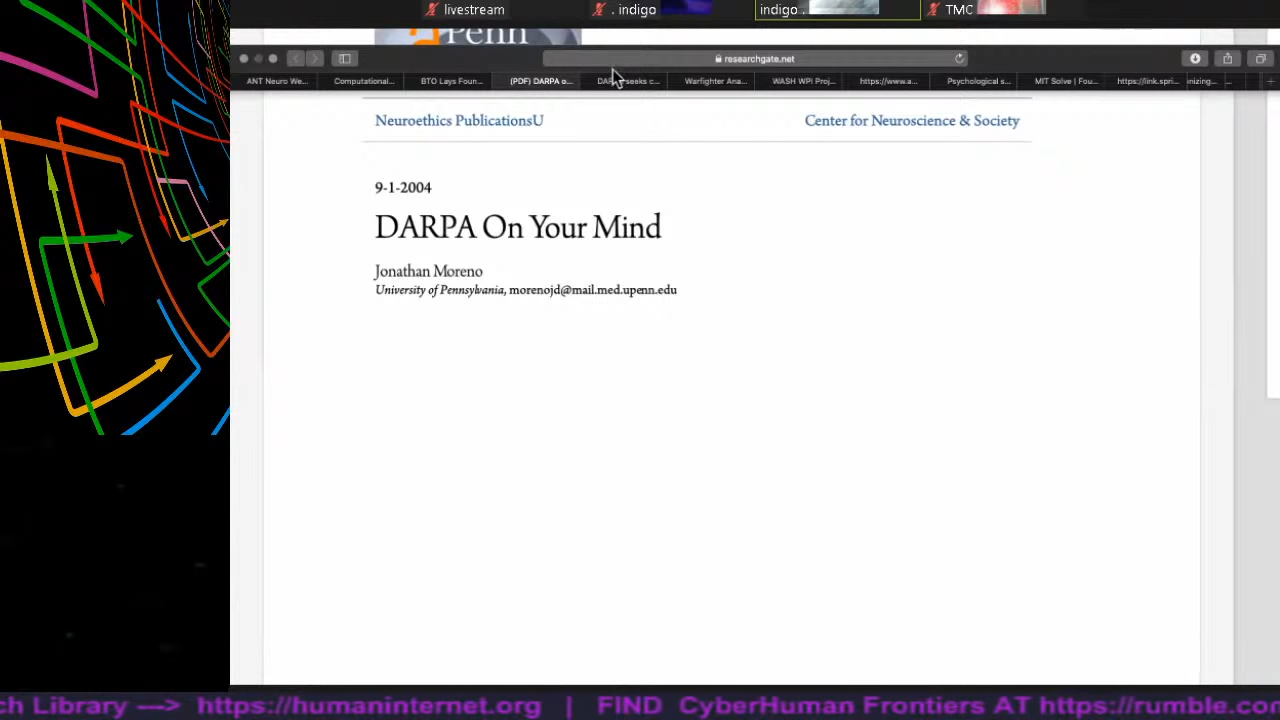 livestream
. indigo
indigo .
TMC
Penn
researchgate.net
ANT Neuro We...
Computational...
BTO Lays Foun...
(PDF) DARPA o...
seeks c...
Warfighter Ana...
WASH WPI Proj...
https://www.a...
Psychological s...
MIT Solve | Fou...
https://link.spri...
nizing...
Neuroethics PublicationsU
Center for Neuroscience & Society
9-1-2004
DARPA On Your Mind
Jonathan Moreno
University of Pennsylvania, morenojd@mail.med.upenn.edu
ch Library ---> https://humaninternet.org | FIND CyberHuman Frontiers AT https://rumble.co